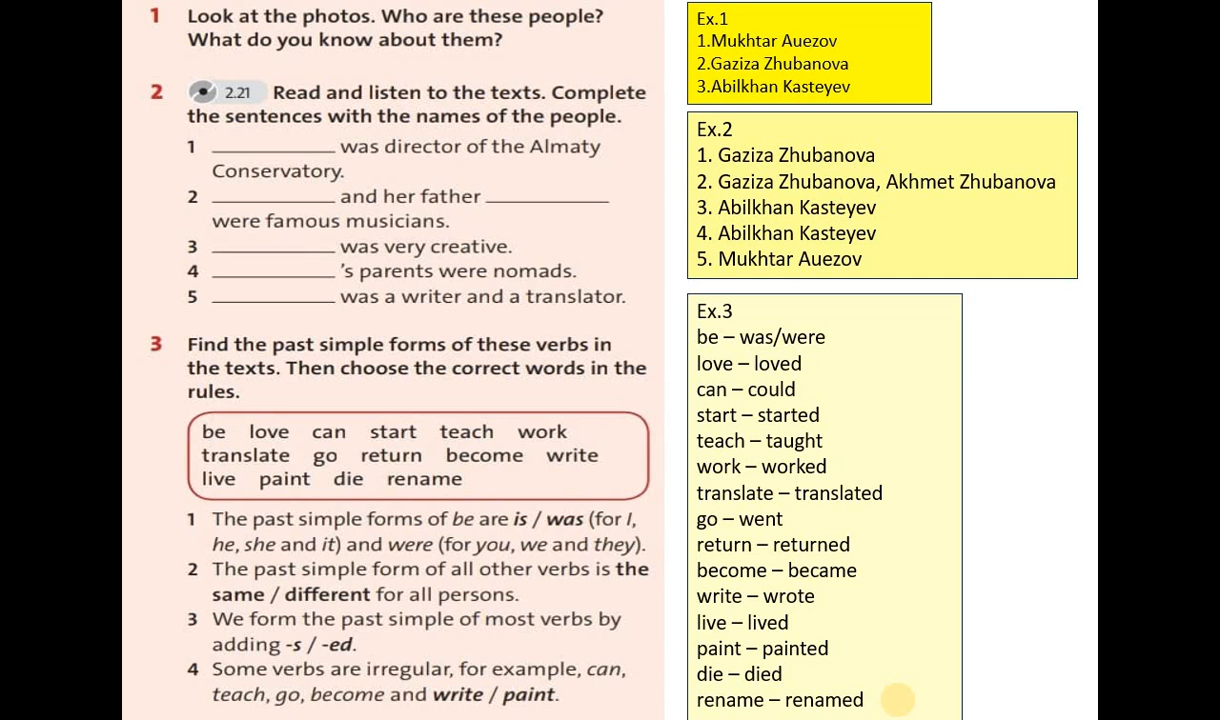 1 Look at the photos. Who are these people?
What do you know about them?
2 2.21 Read and listen to the texts. Complete
the sentences with the names of the people.
1 ____________ was director of the Almaty
Conservatory.
2 ____________ and her father ____________
were famous musicians.
3 ____________ was very creative.
4 ____________ 's parents were nomads.
5 ____________ was a writer and a translator.
3 Find the past simple forms of these verbs in
the texts. Then choose the correct words in the
rules.
be love can start teach work
translate go return become write
live paint die rename
1 The past simple forms of be are is / was (for I,
he, she and it) and were (for you, we and they).
2 The past simple form of all other verbs is the
same / different for all persons.
3 We form the past simple of most verbs by
adding -s / -ed.
4 Some verbs are irregular, for example, can,
teach, go, become and write / paint.
Ex.1
1.Mukhtar Auezov
2.Gaziza Zhubanova
3.Abilkhan Kasteyev
Ex.2
1. Gaziza Zhubanova
2. Gaziza Zhubanova, Akhmet Zhubanova
3. Abilkhan Kasteyev
4. Abilkhan Kasteyev
5. Mukhtar Auezov
Ex.3
be – was/were
love – loved
can – could
start – started
teach – taught
work – worked
translate – translated
go – went
return – returned
become – became
write – wrote
live – lived
paint – painted
die – died
rename – renamed